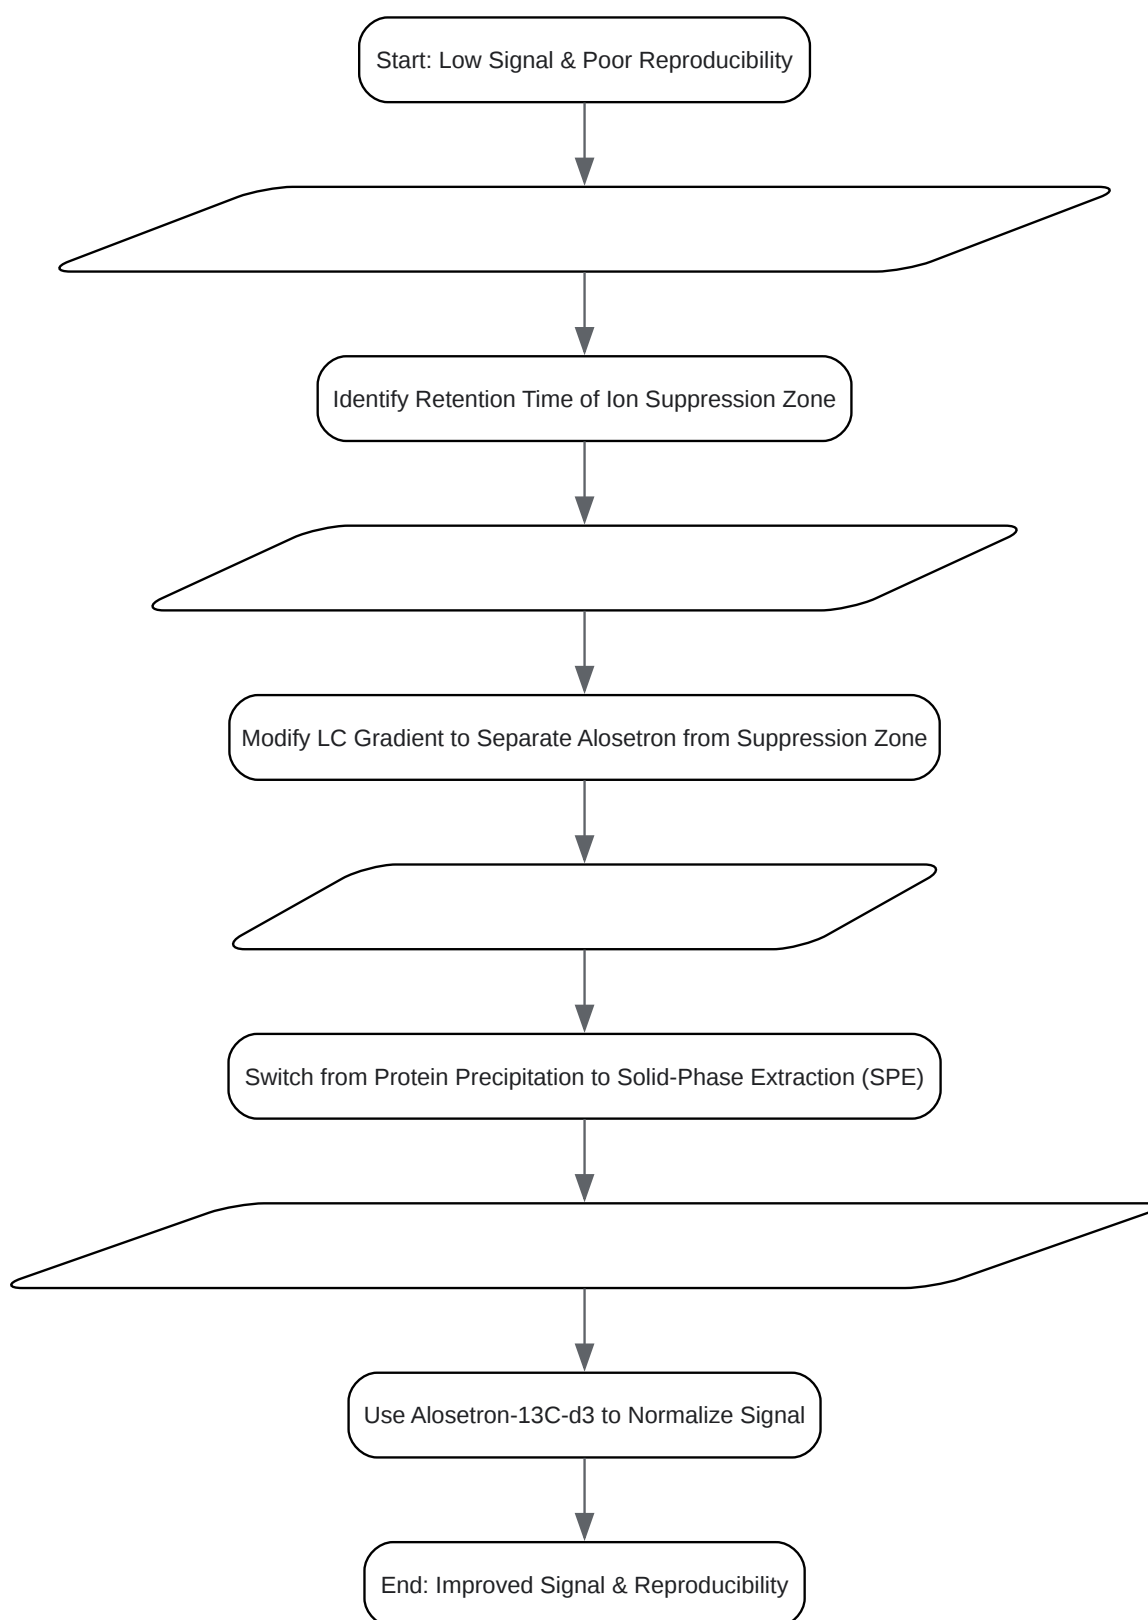 Start: Low Signal & Poor Reproducibility
Identify Retention Time of Ion Suppression Zone
Modify LC Gradient to Separate Alosetron from Suppression Zone
Switch from Protein Precipitation to Solid-Phase Extraction (SPE)
Use Alosetron-13C-d3 to Normalize Signal
End: Improved Signal & Reproducibility